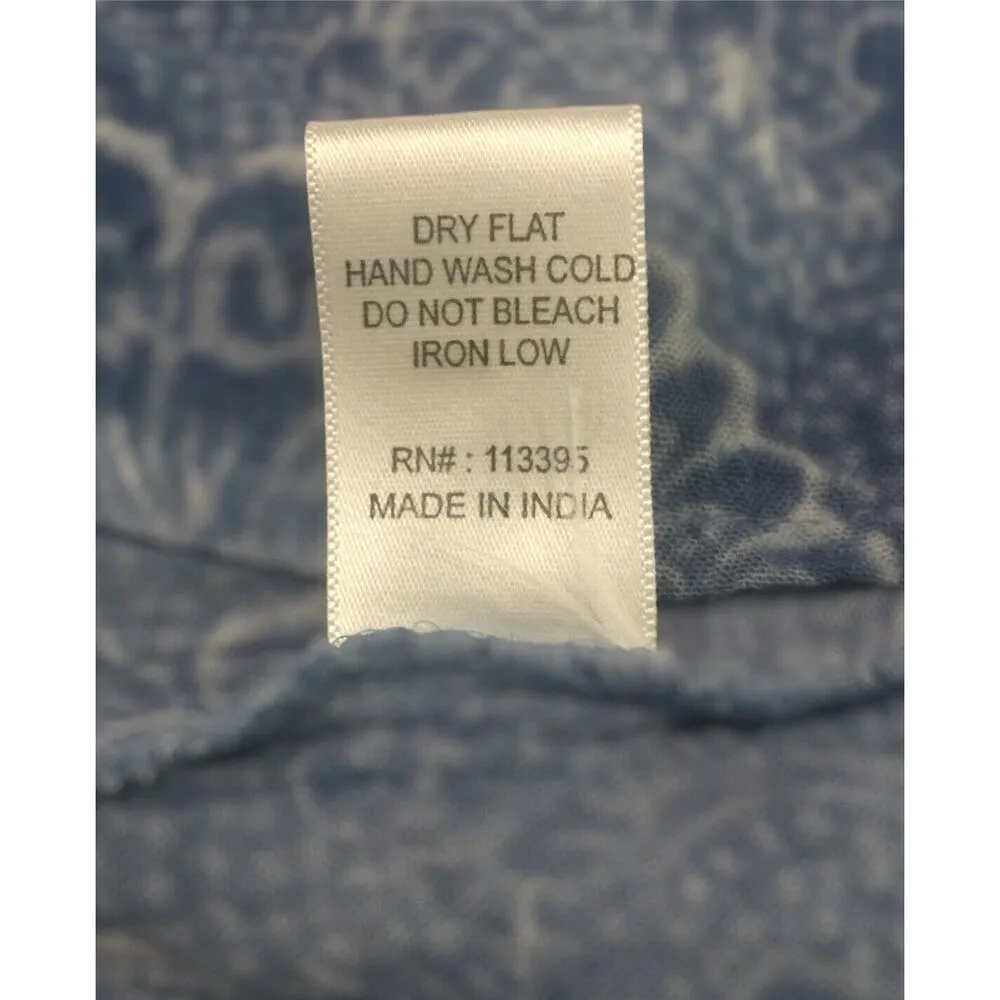 DRY FLAT
HAND WASH COLD
DO NOT BLEACH
IRON LOW
RN# : 113395
MADE IN INDIA